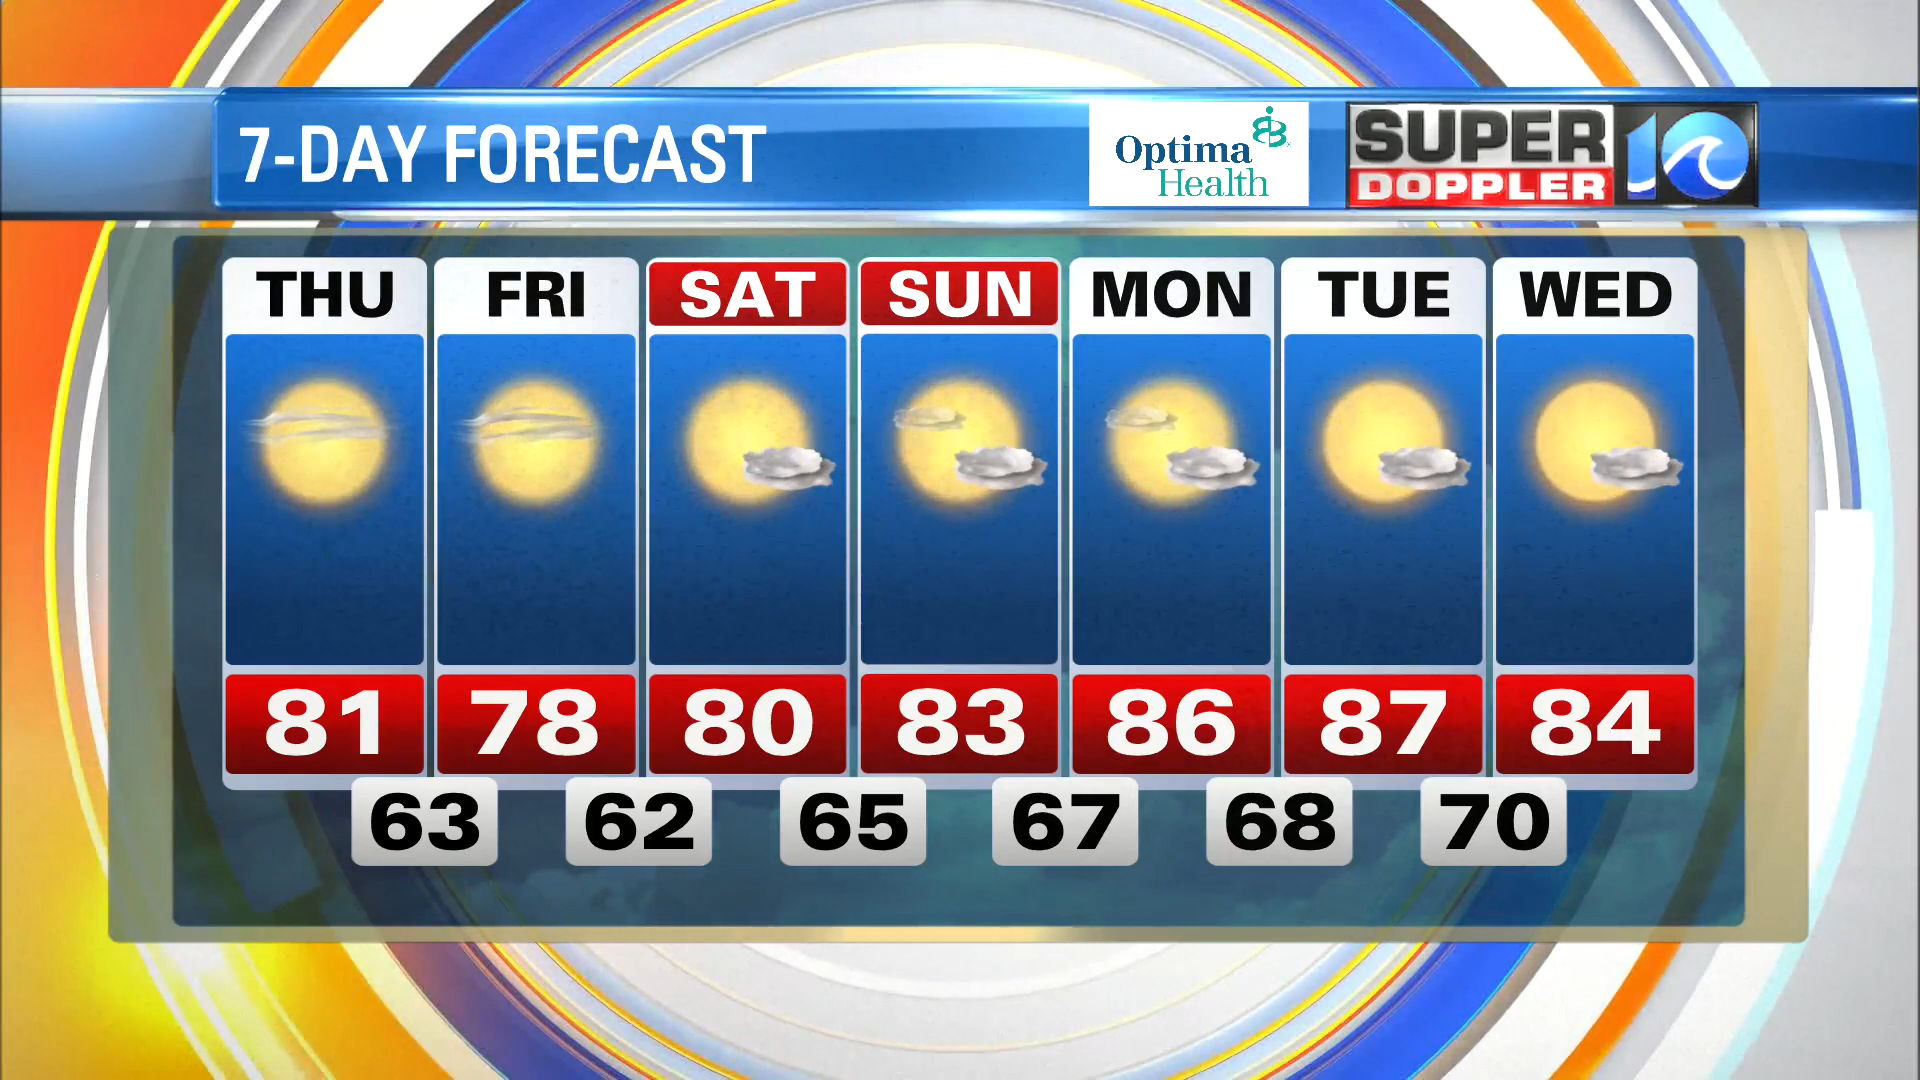 7-DAY FORECAST
Optima
Health
SUPER
DOPPLER
10
THU FRI SAT SUN MON TUE WED
81 78 80 83 86 87 84
63 62 65 67 68 70